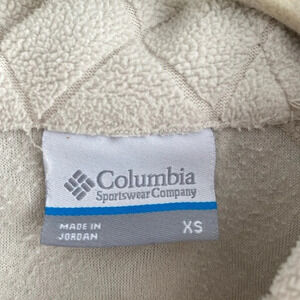 Columbia
Sportswear Company
MADE IN
JORDAN
XS